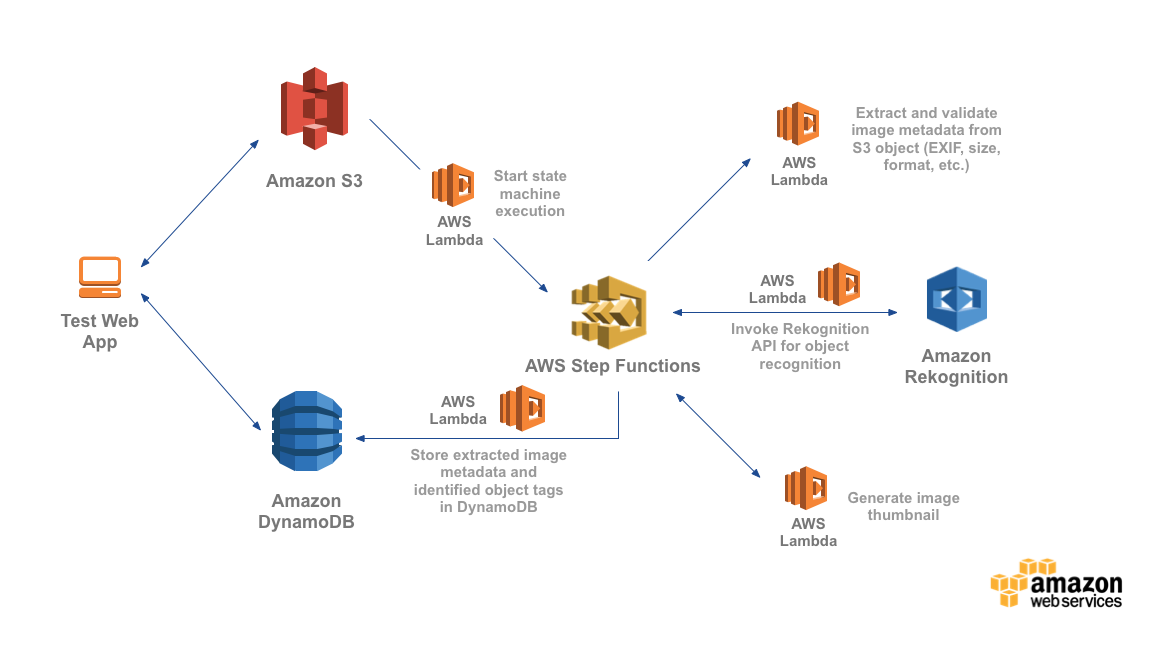 Amazon S3
AWS
Lambda
Start state
machine
execution
AWS
Lambda
Extract and validate
image metadata from
S3 object (EXIF, size,
format, etc.)
Test Web
App
AWS Step Functions
AWS
Lambda
Invoke Rekognition
API for object
recognition
Amazon
Rekognition
AWS
Lambda
Store extracted image
metadata and
identified object tags
in DynamoDB
Amazon
DynamoDB
AWS
Lambda
Generate image
thumbnail
amazon
web services